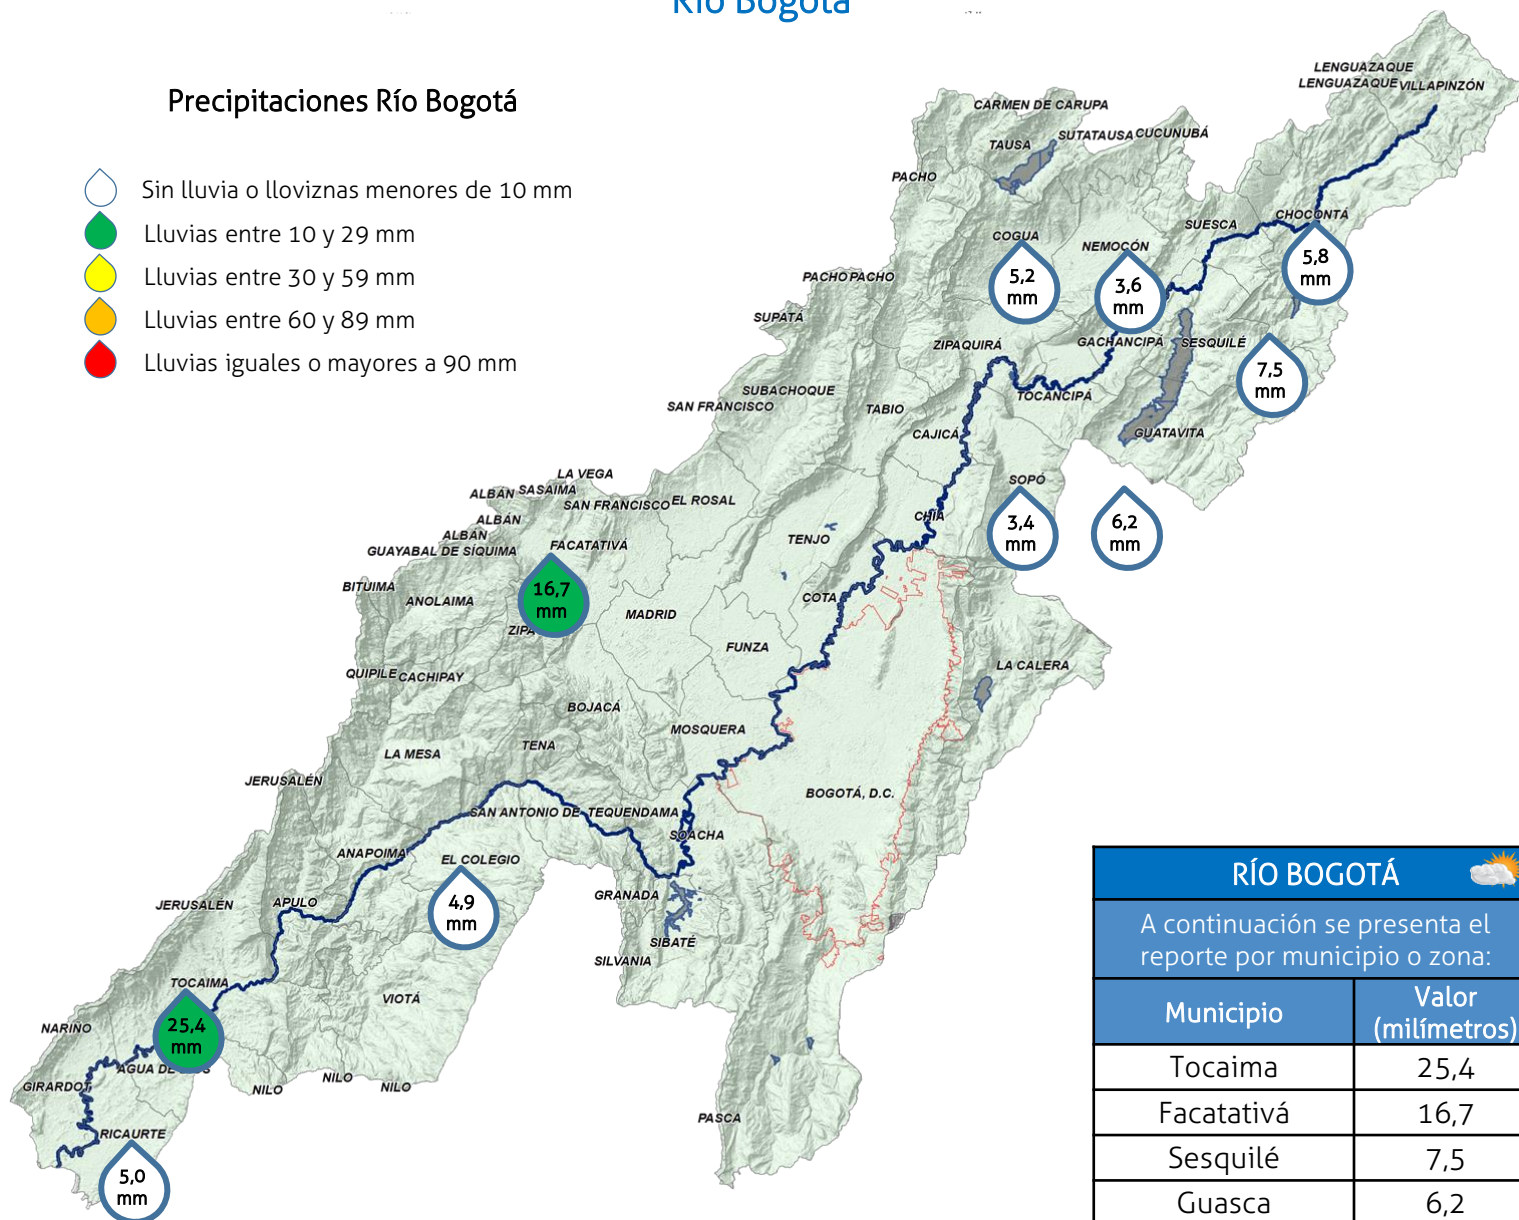 Río Bogotá
Precipitaciones Río Bogotá
Sin lluvia o lloviznas menores de 10 mm
Lluvias entre 10 y 29 mm
Lluvias entre 30 y 59 mm
Lluvias entre 60 y 89 mm
Lluvias iguales o mayores a 90 mm
LENGUAZAQUE
LENGUAZAQUE
VILLAPINZÓN
CARMEN DE CARUPA
SUTATAUSA
CUCUNUBÁ
TAUSA
PACHO
SUESCA
CHOCONTÁ
COGUA
NEMOCÓN
5,8
mm
5,2
mm
3,6
mm
PACHO
PACHO
SUPATÁ
ZIPAQUIRÁ
GACHANCIPÁ
SESQUILÉ
7,5
mm
SUBACHOQUE
SAN FRANCISCO
TABIO
TOCANCIPÁ
CAJICÁ
GUATAVITA
LA VEGA
SASAIMA
ALBÁN
SAN FRANCISCO
EL ROSAL
SOPÓ
3,4
mm
6,2
mm
ALBÁN
ALBÁN
CHÍA
GUAYABAL DE SÍQUIMA
FACATATIVÁ
TENJO
BITUIMA
ANOLAIMA
16,7
mm
COTA
MADRID
ZIPA
FUNZA
QUIPILE
CACHIPAY
LA CALERA
BOJACÁ
MOSQUERA
LA MESA
TENA
JERUSALÉN
BOGOTÁ, D.C.
SAN ANTONIO DE TEQUENDAMA
SOACHA
ANAPOIMA
EL COLEGIO
4,9
mm
GRANADA
JERUSALÉN
APULO
SIBATÉ
SILVANIA
TOCAIMA
VIOTÁ
25,4
mm
NARIÑO
AGUA DE
GIRARDOT
NILO
NILO
NILO
PASCA
RICAURTE
5,0
mm
RÍO BOGOTÁ
A continuación se presenta el
reporte por municipio o zona:
Municipio
Valor
(milímetros)
Tocaima 25,4
Facatativá 16,7
Sesquilé 7,5
Guasca 6,2